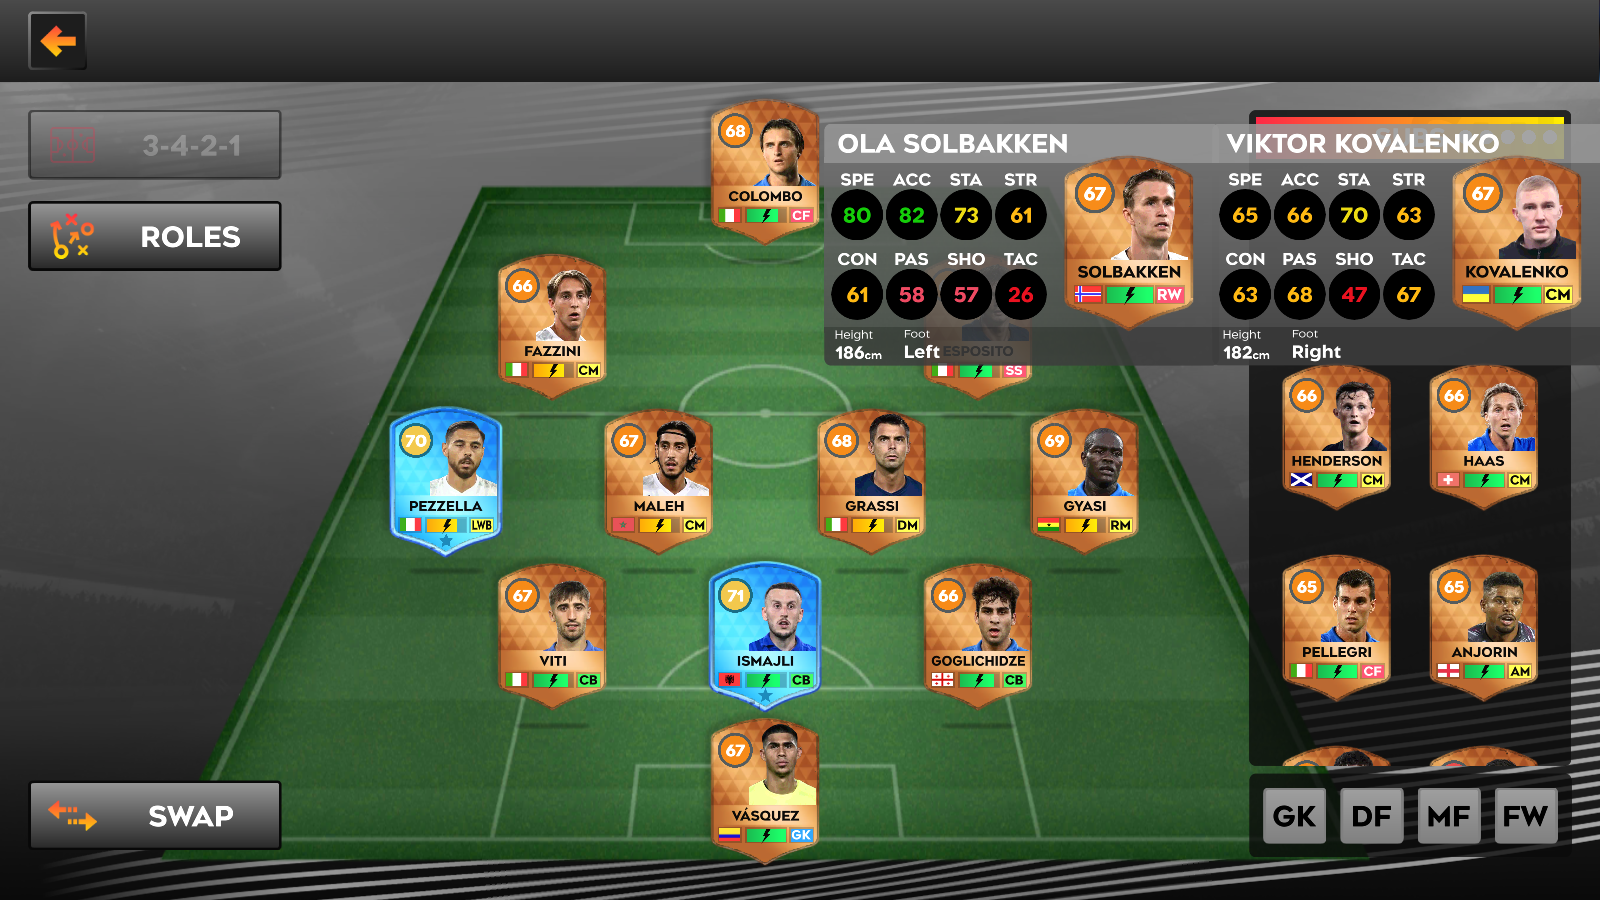 3-4-2-1
ROLES
68
COLOMBO
CF
OLA SOLBAKKEN
SPE ACC STA STR
80 82 73 61
CON PAS SHO TAC
61 58 57 26
Height
186cm
Foot
Left
67
SOLBAKKEN
RW
VIKTOR KOVALENKO
SPE ACC STA STR
65 66 70 63
CON PAS SHO TAC
63 68 47 67
Height
182cm
Foot
Right
67
KOVALENKO
CM
66
FAZZINI
CM
ESPOSITO
SS
66
HENDERSON
CM
66
HAAS
CM
70
PEZZELLA
LWB
67
MALEH
CM
68
GRASSI
DM
69
GYASI
RM
67
VITI
CB
71
ISMAJLI
CB
66
GOGLICHIDZE
CB
65
PELLEGRI
CF
65
ANJORIN
AM
67
VÁSQUEZ
GK
SWAP
GK DF MF FW